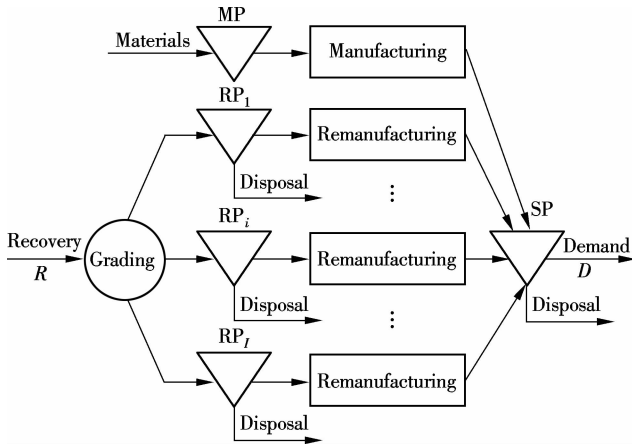 MP
Materials
Manufacturing
RP1
Remanufacturing
Disposal
⋮
SP
Recovery
R
Grading
RPi
Remanufacturing
Demand
D
Disposal
⋮
Disposal
RPI
Remanufacturing
Disposal